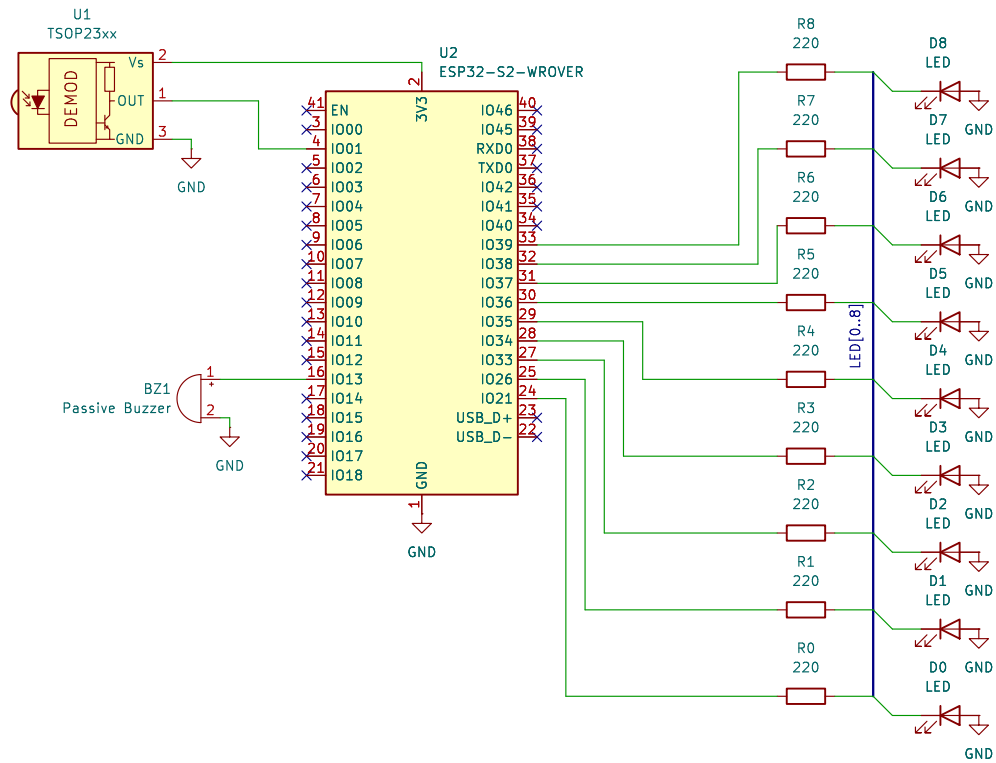 U1
TSOP23xx
DEMOD
Vs
2
OUT
1
GND
3
GND
U2
ESP32-S2-WROVER
2
3V3
41 EN
3 IO00
4 IO01
5 IO02
6 IO03
7 IO04
8 IO05
9 IO06
10 IO07
11 IO08
12 IO09
13 IO10
14 IO11
15 IO12
16 IO13
17 IO14
18 IO15
19 IO16
20 IO17
21 IO18
IO46 40
IO45 39
RXD0 38
TXD0 37
IO42 36
IO41 35
IO40 34
IO39 33
IO38 32
IO37 31
IO36 30
IO35 29
IO34 28
IO33 27
IO26 25
IO21 24
USB_D+ 23
USB_D- 22
GND
1
GND
BZ1
Passive Buzzer
1
+
2
GND
R8
220
R7
220
R6
220
R5
220
R4
220
R3
220
R2
220
R1
220
R0
220
LED[0..8]
D8
LED
GND
D7
LED
GND
D6
LED
GND
D5
LED
GND
D4
LED
GND
D3
LED
GND
D2
LED
GND
D1
LED
GND
D0
LED
GND